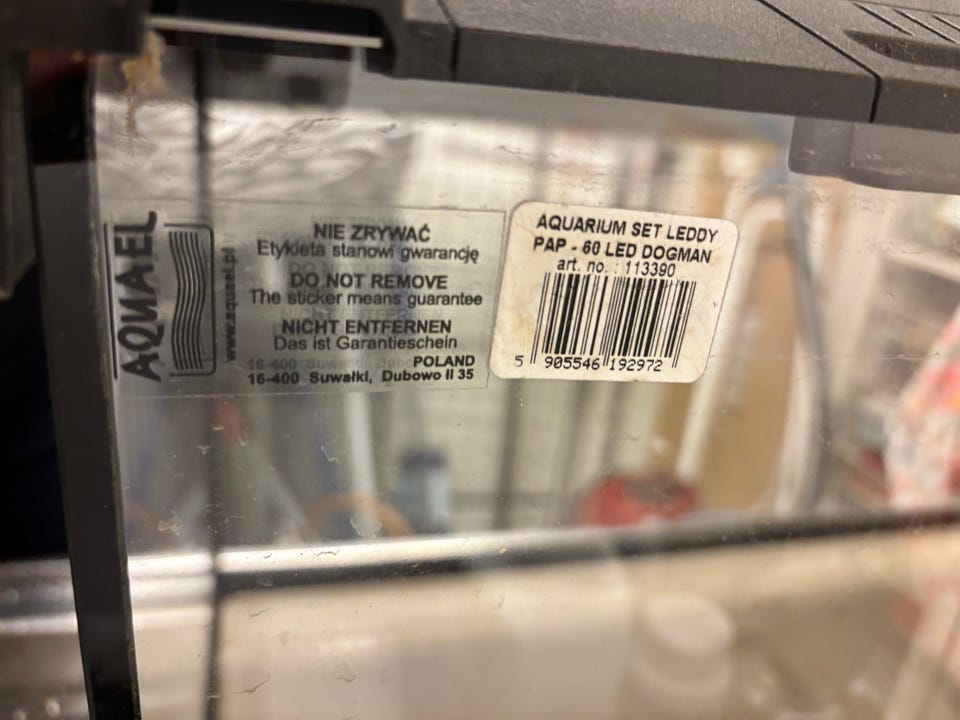 AQUAEL
www.aquael.pl
NIE ZRYWAĆ
Etykieta stanowi gwarancję
DO NOT REMOVE
The sticker means guarantee
NICHT ENTFERNEN
Das ist Garantieschein
POLAND
16-400 Suwałki, Dubowo II 35
AQUARIUM SET LEDDY
PAP - 60 LED DOGMAN
art. no. : 113390
5 905546 192972